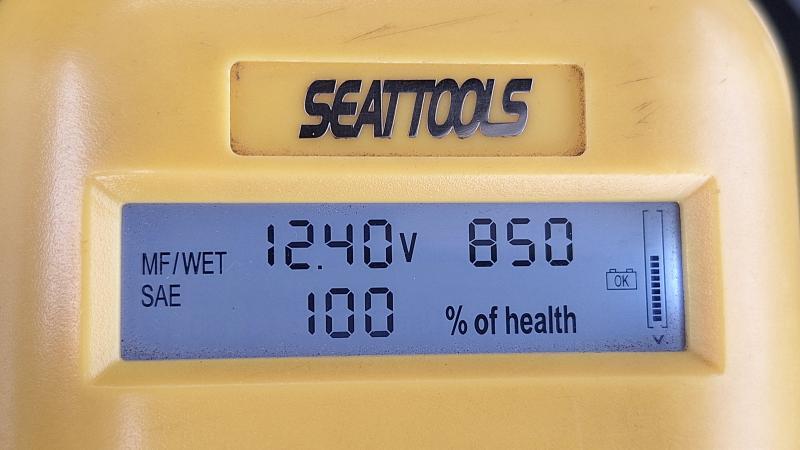 SEATTOOLS
MF/WET 12.40V 850
SAE 100 % of health
OK
V